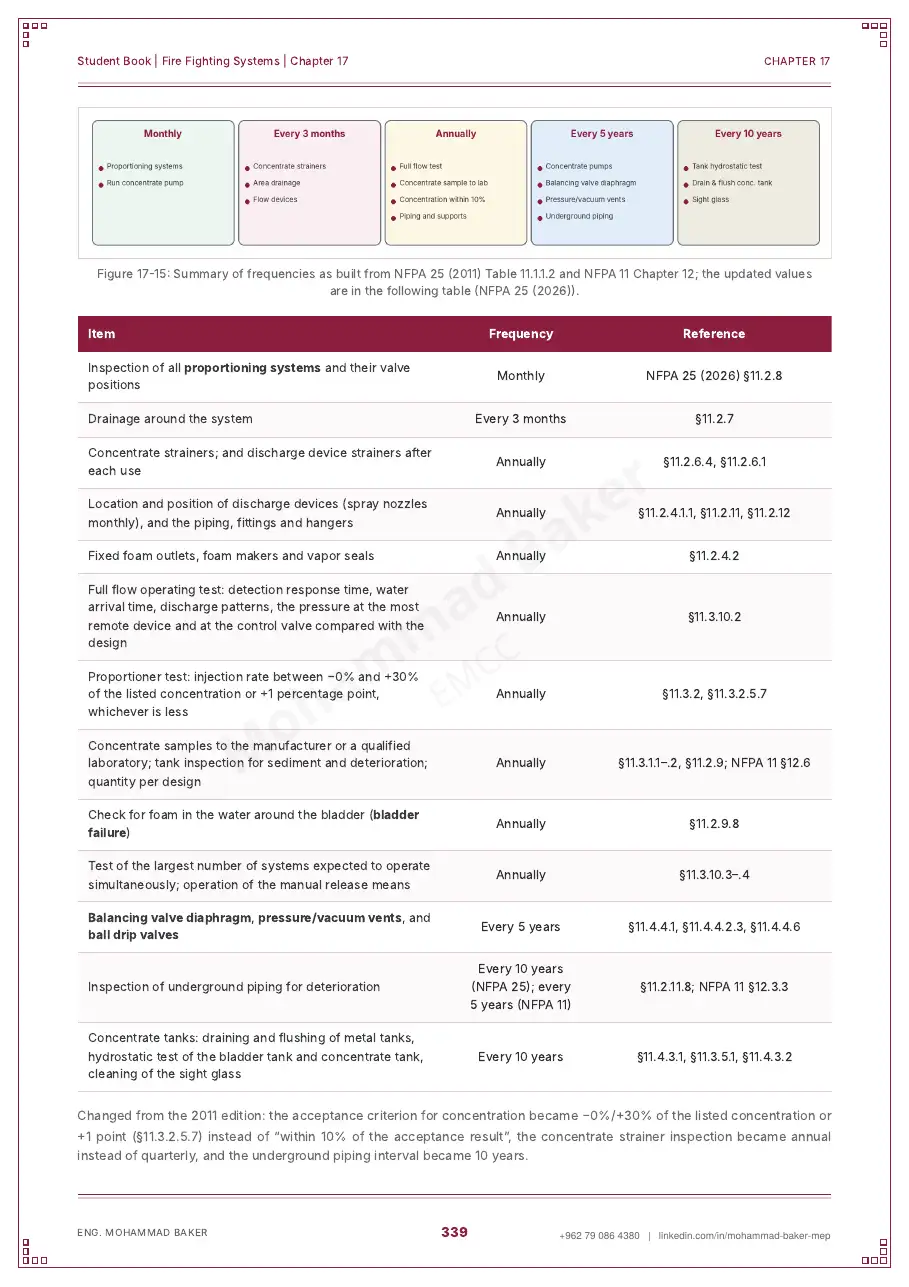 Student Book | Fire Fighting Systems | Chapter 17
CHAPTER 17
Monthly
Proportioning systems
Run concentrate pump
Every 3 months
Concentrate strainers
Area drainage
Flow devices
Annually
Full flow test
Concentrate sample to lab
Concentration within 10%
Piping and supports
Every 5 years
Concentrate pumps
Balancing valve diaphragm
Pressure/vacuum vents
Underground piping
Every 10 years
Tank hydrostatic test
Drain & flush conc. tank
Sight glass
Figure 17-15: Summary of frequencies as built from NFPA 25 (2011) Table 11.1.1.2 and NFPA 11 Chapter 12; the updated values
are in the following table (NFPA 25 (2026)).
Item Frequency Reference
Inspection of all proportioning systems and their valve
positions
Monthly
NFPA 25 (2026) §11.2.8
Drainage around the system
Every 3 months
§11.2.7
Concentrate strainers; and discharge device strainers after
each use
Annually
§11.2.6.4, §11.2.6.1
Location and position of discharge devices (spray nozzles
monthly), and the piping, fittings and hangers
Annually
§11.2.4.1.1, §11.2.11, §11.2.12
Fixed foam outlets, foam makers and vapor seals
Annually
§11.2.4.2
Full flow operating test: detection response time, water
arrival time, discharge patterns, the pressure at the most
remote device and at the control valve compared with the
design
Annually
§11.3.10.2
Proportioner test: injection rate between −0% and +30%
of the listed concentration or +1 percentage point,
whichever is less
Annually
§11.3.2, §11.3.2.5.7
Concentrate samples to the manufacturer or a qualified
laboratory; tank inspection for sediment and deterioration;
quantity per design
Annually
§11.3.1.1–.2, §11.2.9; NFPA 11 §12.6
Check for foam in the water around the bladder (bladder
failure)
Annually
§11.2.9.8
Test of the largest number of systems expected to operate
simultaneously; operation of the manual release means
Annually
§11.3.10.3–.4
Balancing valve diaphragm, pressure/vacuum vents, and
ball drip valves
Every 5 years
§11.4.4.1, §11.4.4.2.3, §11.4.4.6
Inspection of underground piping for deterioration
Every 10 years
(NFPA 25); every
5 years (NFPA 11)
§11.2.11.8; NFPA 11 §12.3.3
Concentrate tanks: draining and flushing of metal tanks,
hydrostatic test of the bladder tank and concentrate tank,
cleaning of the sight glass
Every 10 years
§11.4.3.1, §11.3.5.1, §11.4.3.2
Mohammad Baker
EMCC
Changed from the 2011 edition: the acceptance criterion for concentration became −0%/+30% of the listed concentration or
+1 point (§11.3.2.5.7) instead of “within 10% of the acceptance result”, the concentrate strainer inspection became annual
instead of quarterly, and the underground piping interval became 10 years.
ENG. MOHAMMAD BAKER
339
+962 79 086 4380 | linkedin.com/in/mohammad-baker-mep